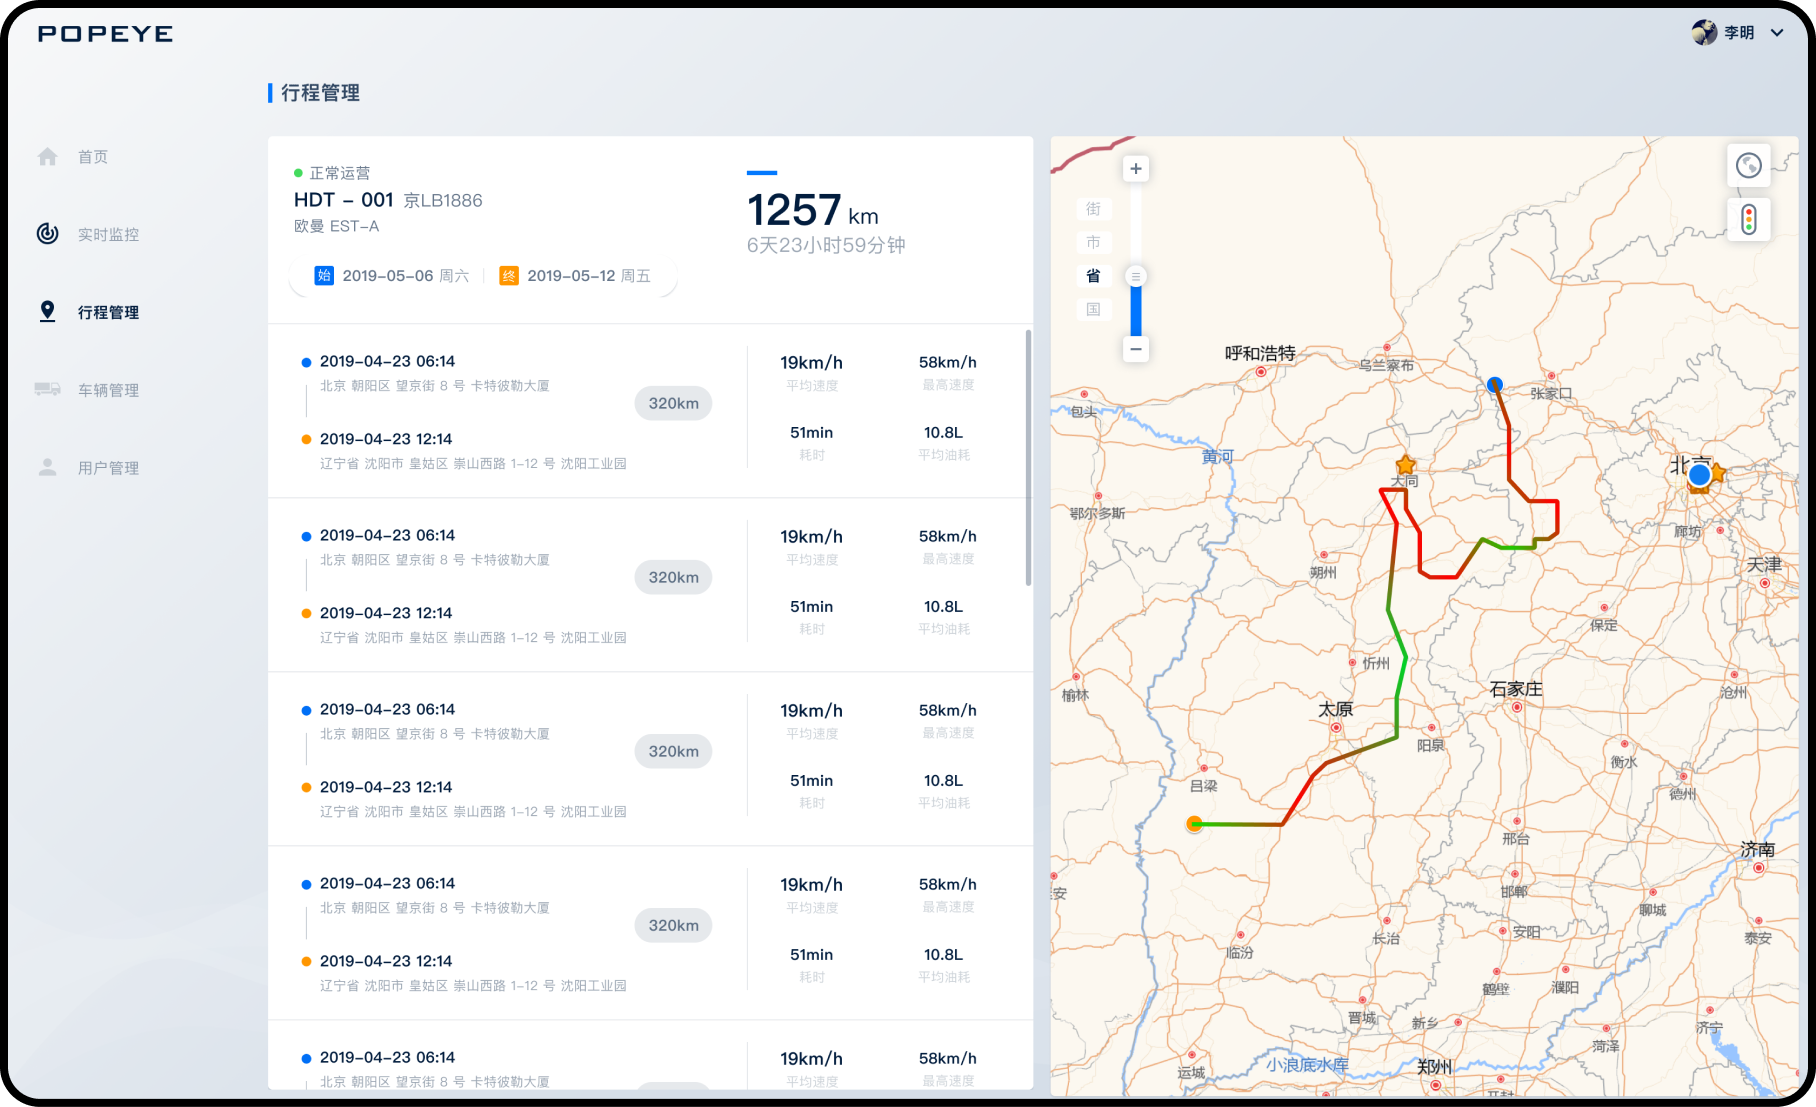 POPEYE
李明
行程管理
首页
实时监控
行程管理
车辆管理
用户管理
正常运营
HDT - 001 京LB1886
欧曼 EST-A
始 2019-05-06 周六
终 2019-05-12 周五
1257 km
6天23小时59分钟
2019-04-23 06:14
北京 朝阳区 望京街 8 号 卡特彼勒大厦
2019-04-23 12:14
辽宁省 沈阳市 皇姑区 崇山西路 1-12 号 沈阳工业园
320km
19km/h
平均速度
58km/h
最高速度
51min
耗时
10.8L
平均油耗
2019-04-23 06:14
北京 朝阳区 望京街 8 号 卡特彼勒大厦
2019-04-23 12:14
辽宁省 沈阳市 皇姑区 崇山西路 1-12 号 沈阳工业园
320km
19km/h
平均速度
58km/h
最高速度
51min
耗时
10.8L
平均油耗
2019-04-23 06:14
北京 朝阳区 望京街 8 号 卡特彼勒大厦
2019-04-23 12:14
辽宁省 沈阳市 皇姑区 崇山西路 1-12 号 沈阳工业园
320km
19km/h
平均速度
58km/h
最高速度
51min
耗时
10.8L
平均油耗
2019-04-23 06:14
北京 朝阳区 望京街 8 号 卡特彼勒大厦
2019-04-23 12:14
辽宁省 沈阳市 皇姑区 崇山西路 1-12 号 沈阳工业园
320km
19km/h
平均速度
58km/h
最高速度
51min
耗时
10.8L
平均油耗
2019-04-23 06:14
北京 朝阳区 望京街 8 号 卡特彼勒大厦
19km/h
平均速度
58km/h
最高速度
街
市
省
国
呼和浩特
乌兰察布
张家口
包头
黄河
大同
北京
鄂尔多斯
廊坊
天津
朔州
保定
忻州
榆林
石家庄
沧州
太原
阳泉
衡水
吕梁
德州
邢台
济南
安
邯郸
聊城
长治
安阳
泰安
临汾
鹤壁
濮阳
晋城
新乡
济宁
菏泽
小浪底水库
郑州
运城
开封